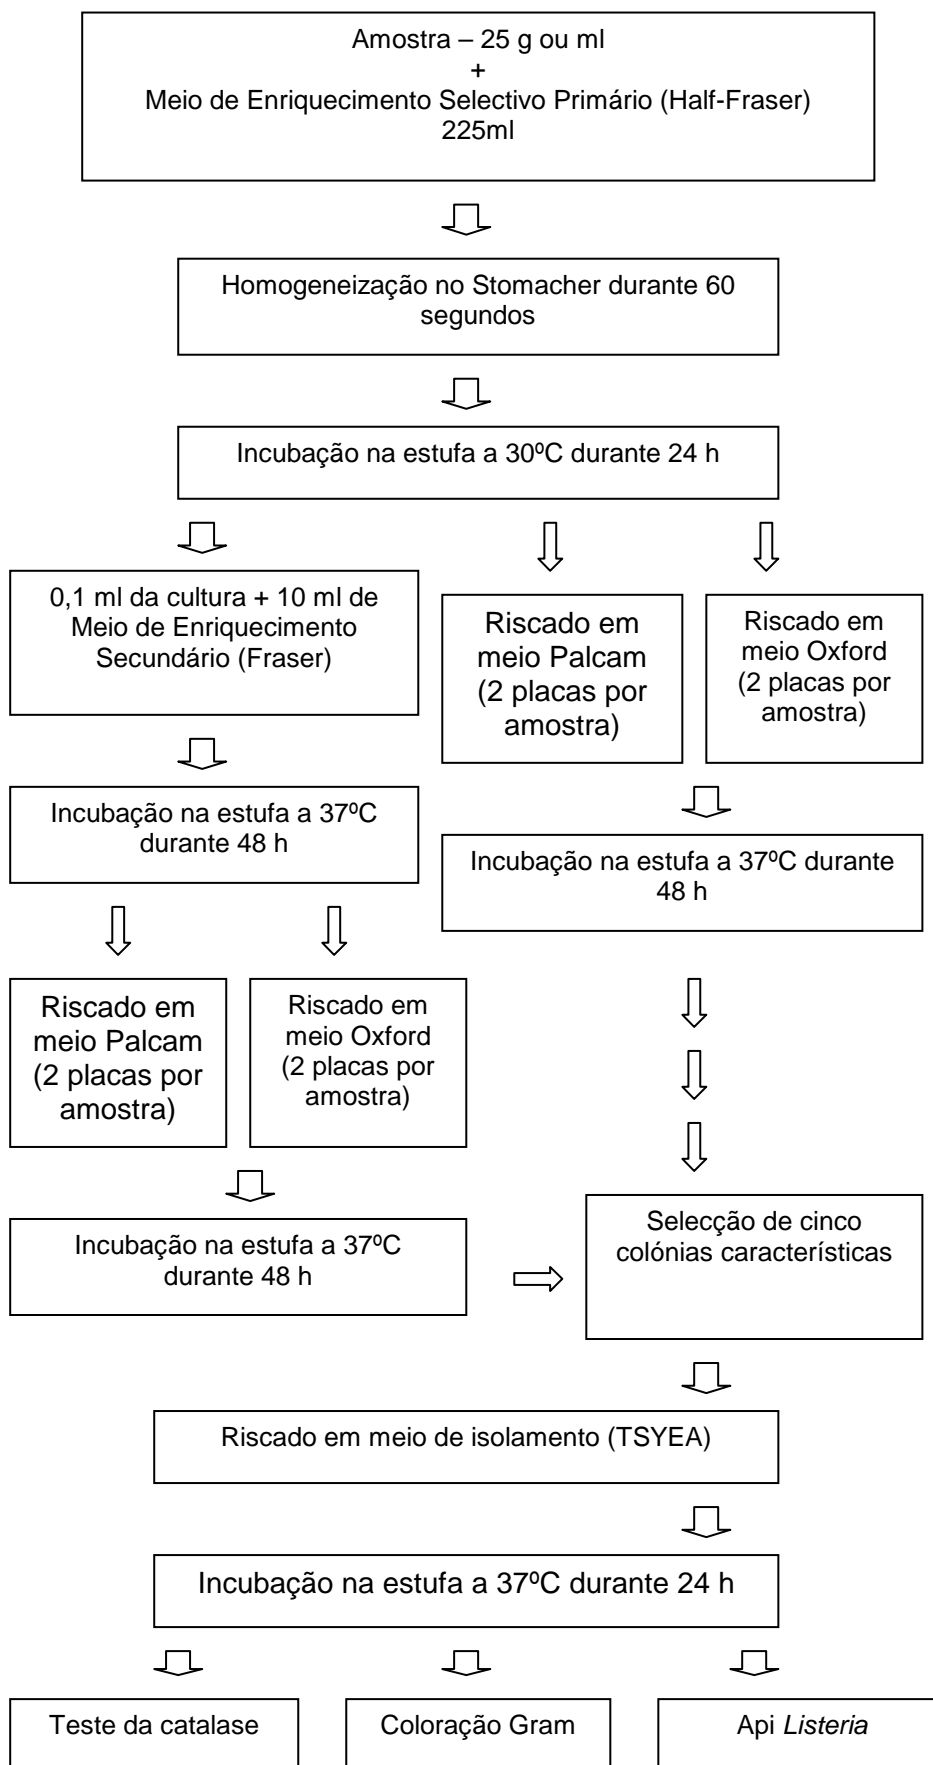 Amostra – 25 g ou ml
+
Meio de Enriquecimento Selectivo Primário (Half-Fraser)
225ml
Homogeneização no Stomacher durante 60
segundos
Incubação na estufa a 30ºC durante 24 h
0,1 ml da cultura + 10 ml de
Meio de Enriquecimento
Secundário (Fraser)
Riscado em
meio Palcam
(2 placas por
amostra)
Riscado em
meio Oxford
(2 placas por
amostra)
Incubação na estufa a 37ºC
durante 48 h
Incubação na estufa a 37ºC durante
48 h
Riscado em
meio Palcam
(2 placas por
amostra)
Riscado em
meio Oxford
(2 placas por
amostra)
Incubação na estufa a 37ºC
durante 48 h
Selecção de cinco
colónias características
Riscado em meio de isolamento (TSYEA)
Incubação na estufa a 37ºC durante 24 h
Teste da catalase
Coloração Gram
Api Listeria